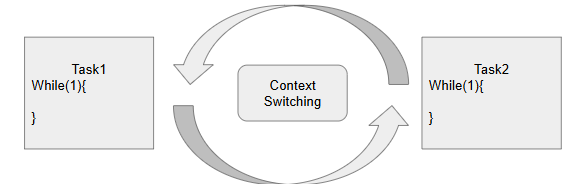 Task1
While(1){
}
Context
Switching
Task2
While(1){
}